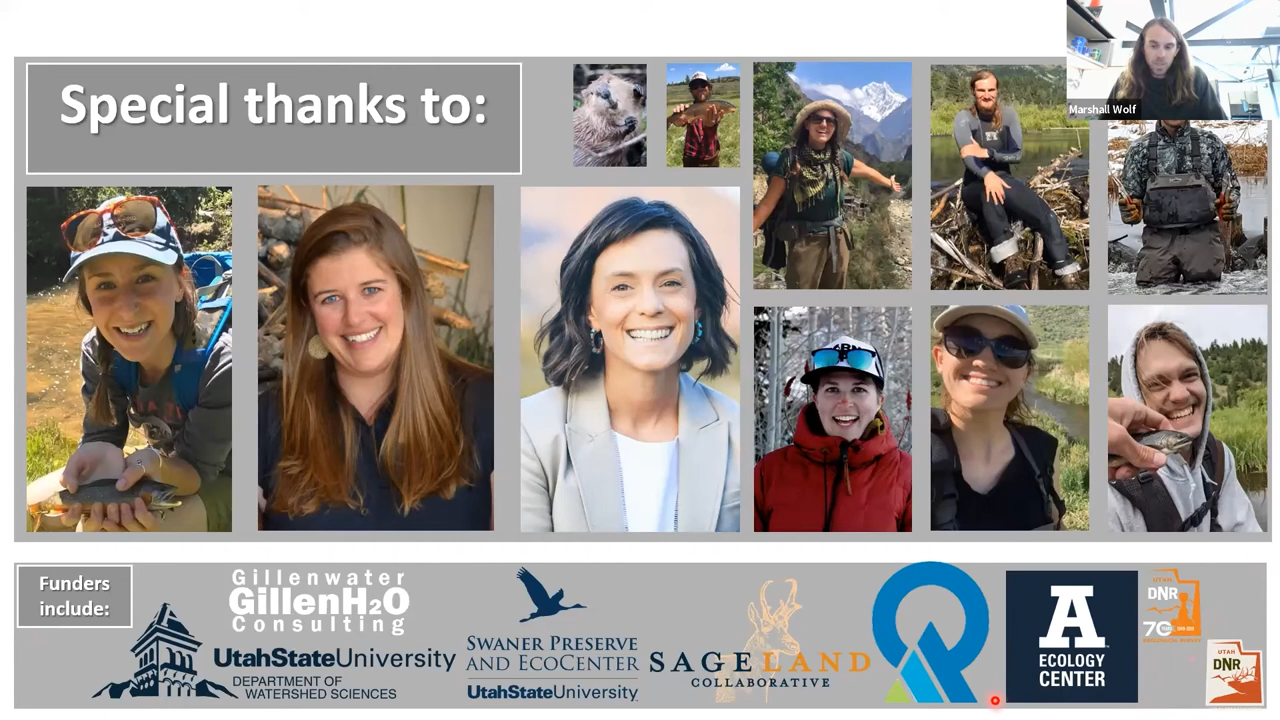 Marshall Wolf
Special thanks to:
Funders
include:
Gillenwater
GillenH2O
Consulting
UtahStateUniversity
DEPARTMENT OF
WATERSHED SCIENCES
SWANER PRESERVE
AND ECOCENTER
UtahStateUniversity
SAGELAND
COLLABORATIVE
A
ECOLOGY
CENTER
UTAH
DNR
70
UTAH
DNR